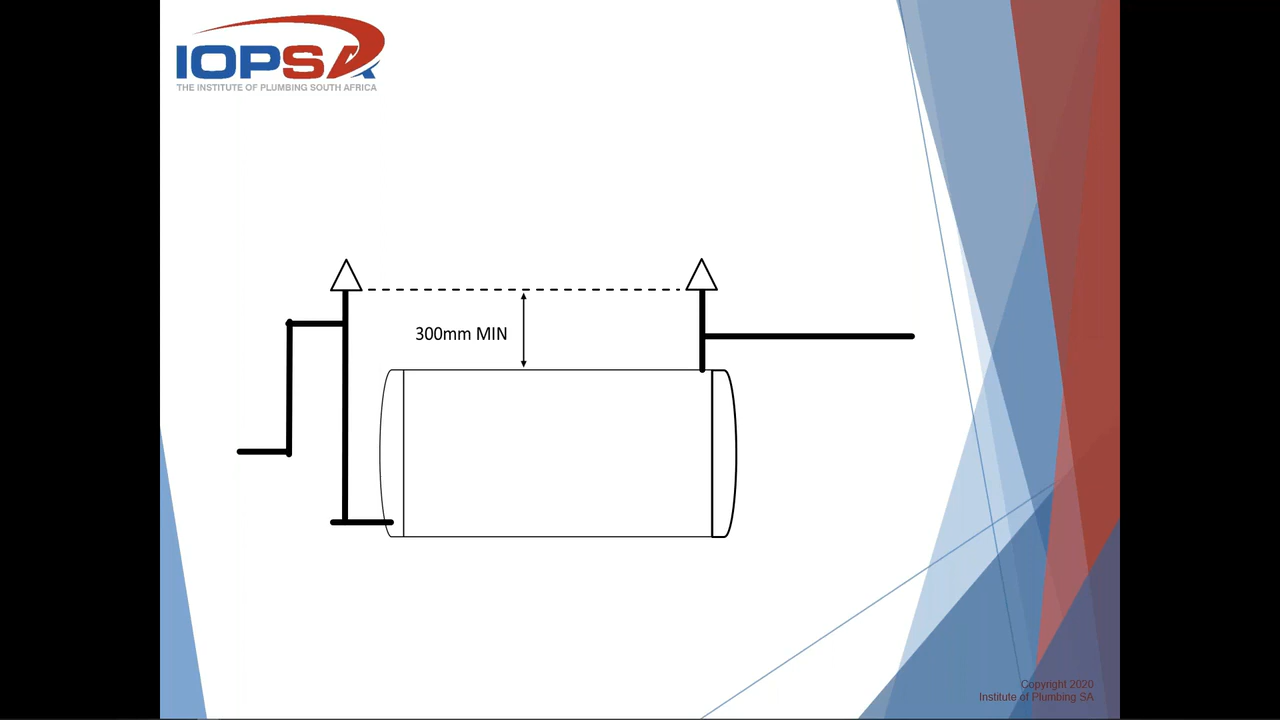 IOPSA
THE INSTITUTE OF PLUMBING SOUTH AFRICA
300mm MIN
Copyright 2020
Institute of Plumbing SA